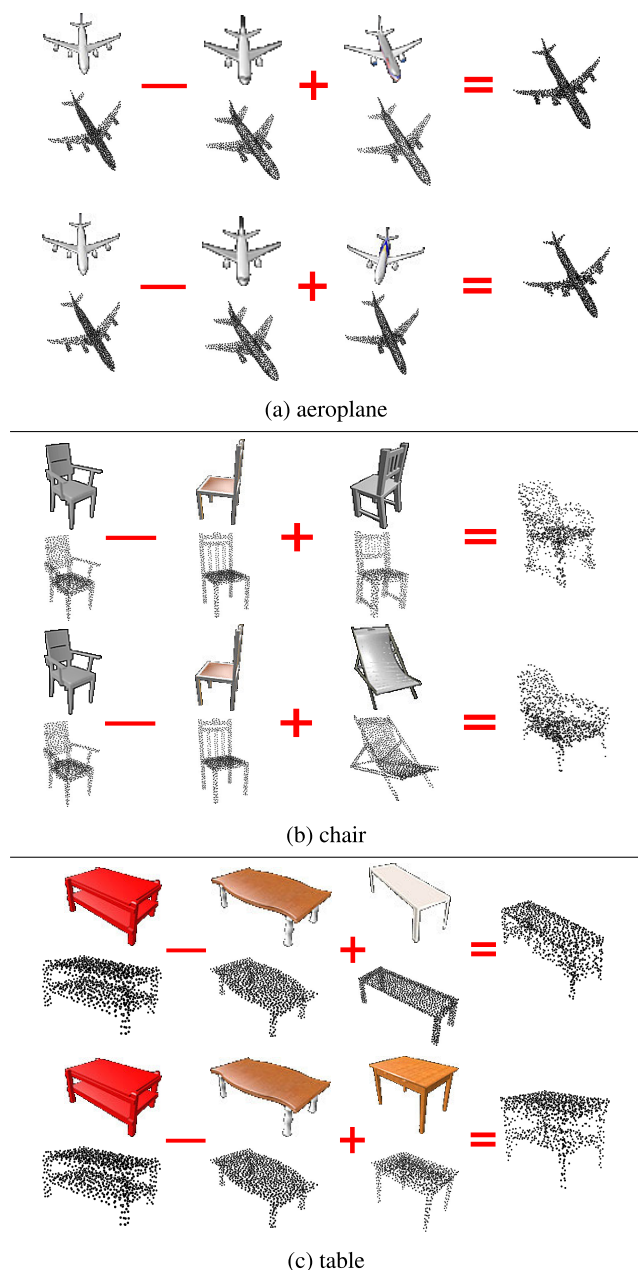 — + =
— + =
(a) aeroplane
— + =
— + =
(b) chair
— + =
— + =
(c) table